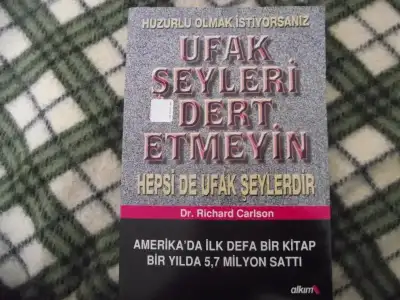 HUZURLU OLMAK İSTİYORSANIZ
UFAK
ŞEYLERİ
DERT
ETMEYİN
HEPSİ DE UFAK ŞEYLERDİR
Dr. Richard Carlson
AMERİKA'DA İLK DEFA BİR KİTAP
BİR YILDA 5,7 MİLYON SATTI
alkım